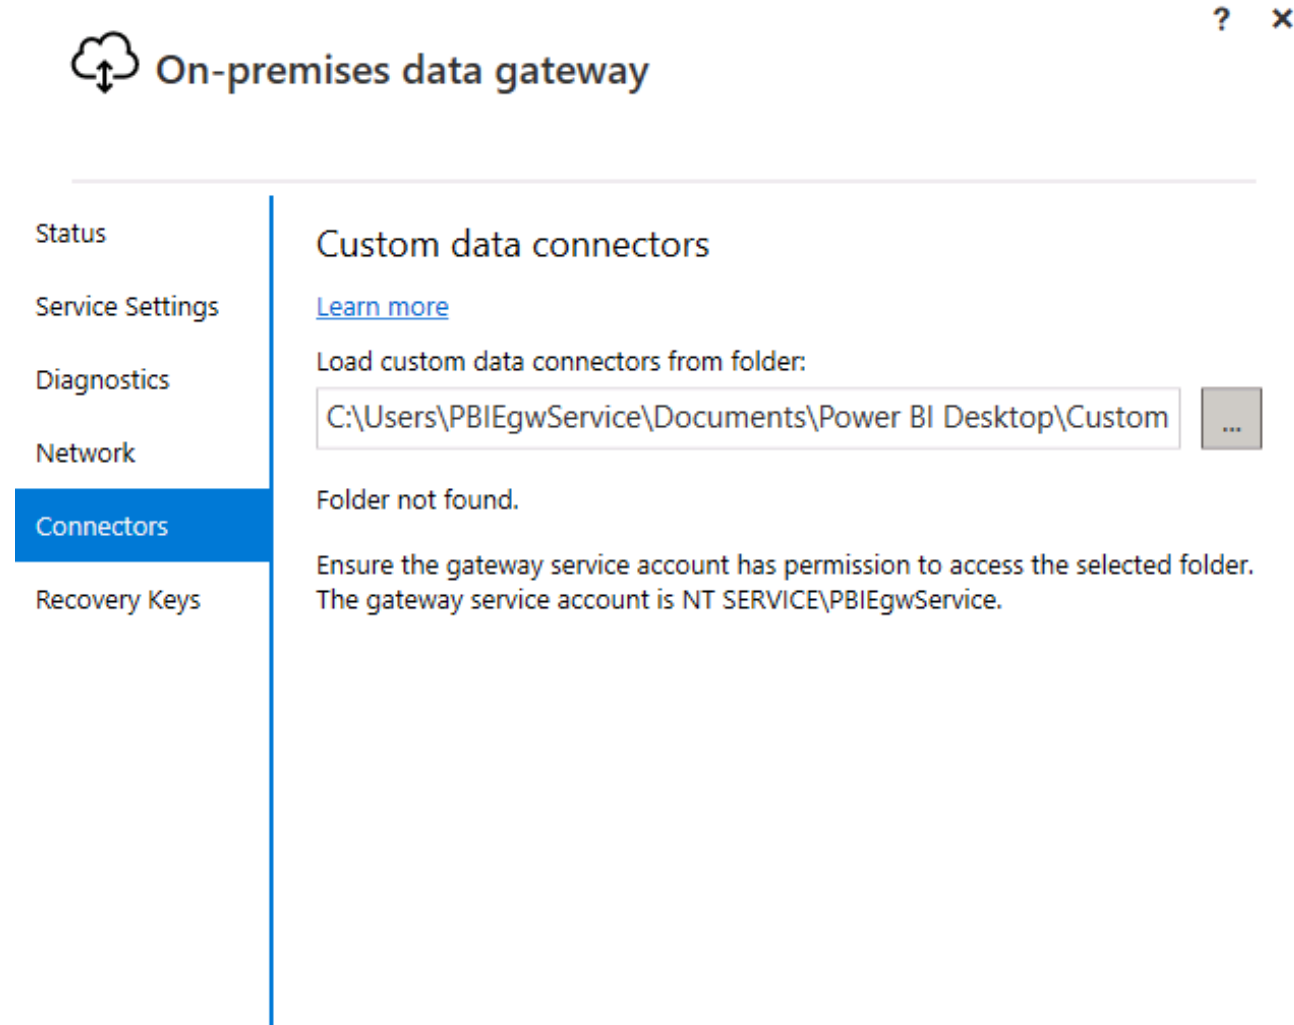 ? ×
On-premises data gateway
Status
Service Settings
Diagnostics
Network
Connectors
Recovery Keys
Custom data connectors
Learn more
Load custom data connectors from folder:
C:\Users\PBIEgwService\Documents\Power BI Desktop\Custom
...
Folder not found.
Ensure the gateway service account has permission to access the selected folder.
The gateway service account is NT SERVICE\PBIEgwService.